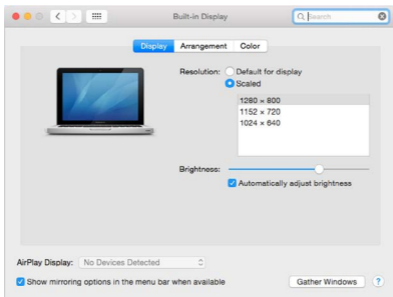 Built-in Display
Search
Display Arrangement Color
Resolution: Default for display
Scaled
1280 × 800
1152 × 720
1024 × 640
Brightness:
Automatically adjust brightness
AirPlay Display: No Devices Detected
Show mirroring options in the menu bar when available
Gather Windows ?